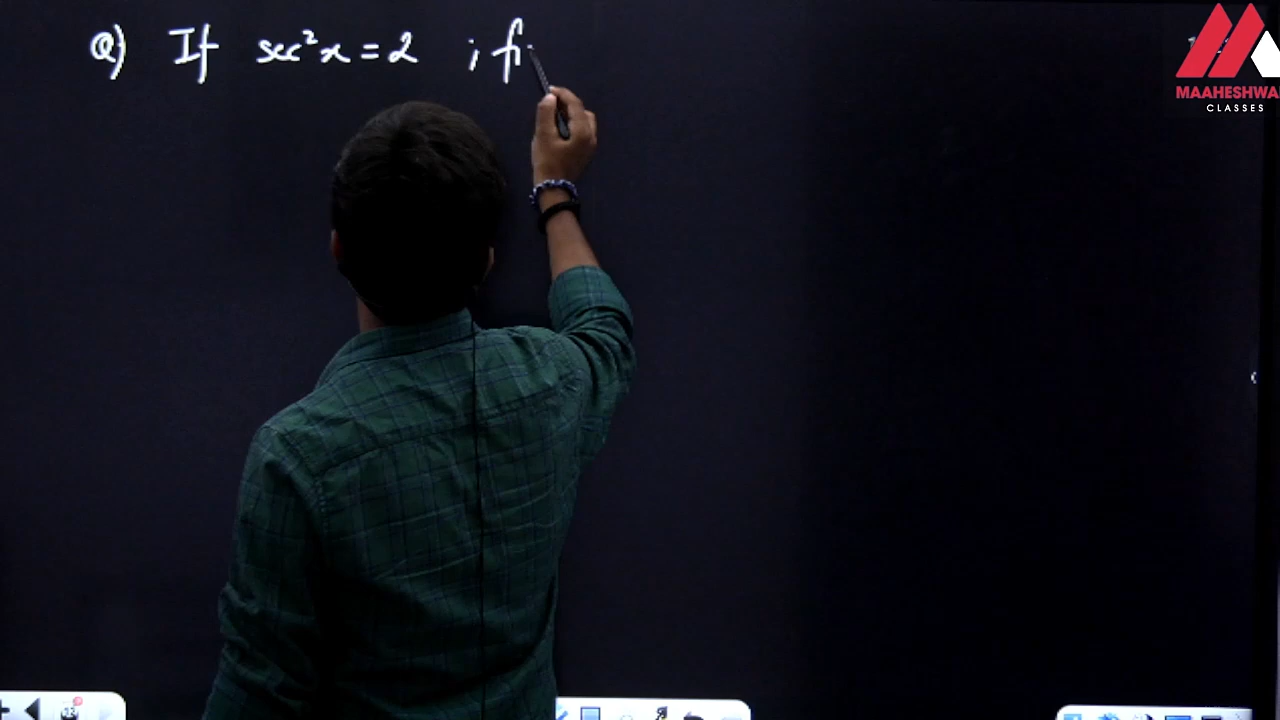 Q) If sec²x = 2 ; fi
MAAHESHWA
CLASSES